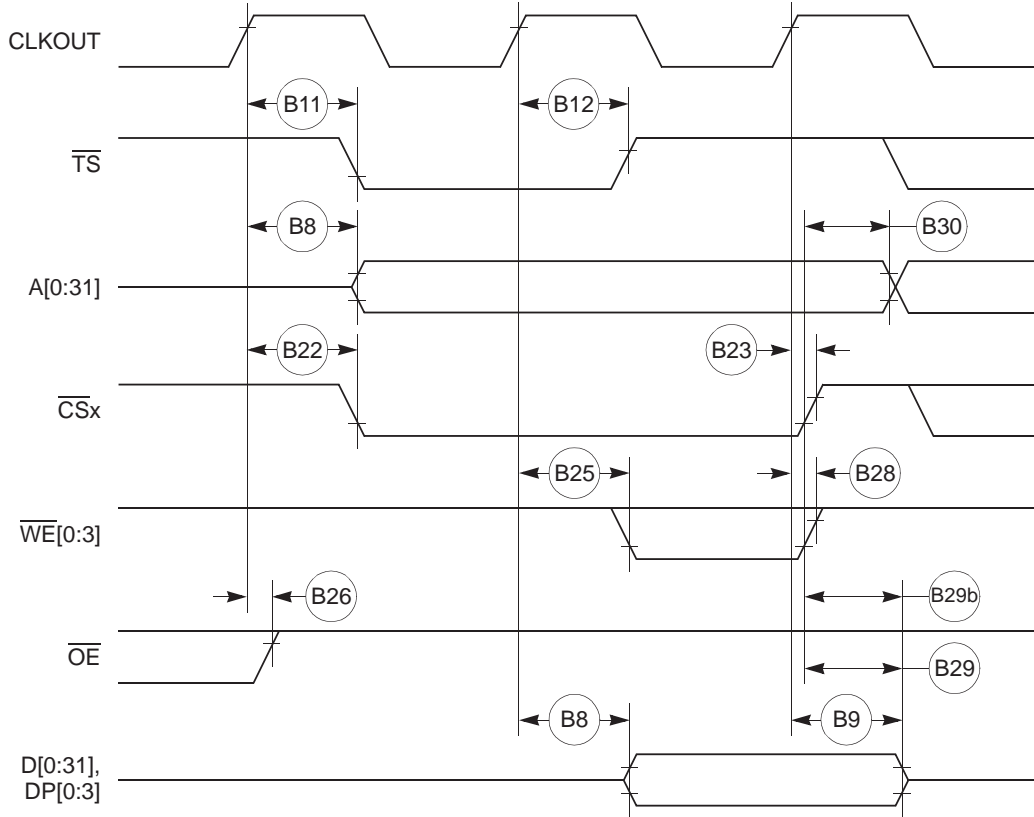 CLKOUT
B11
B12
TS
B8
B30
A[0:31]
B22
B23
CSx
B25
B28
WE[0:3]
B26
B29b
OE
B29
B8
B9
D[0:31],
DP[0:3]